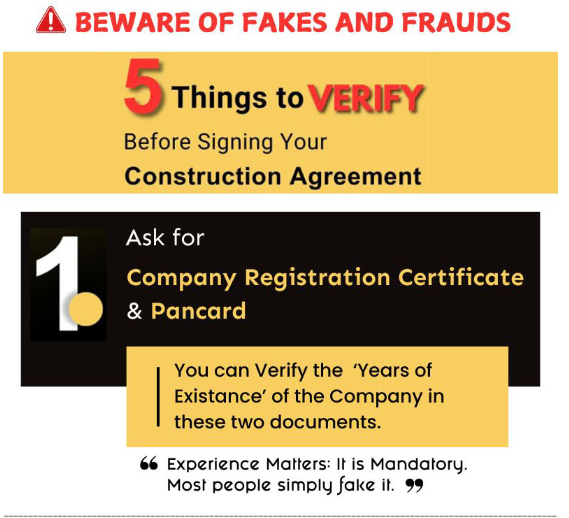 BEWARE OF FAKES AND FRAUDS
5 Things to VERIFY
Before Signing Your
Construction Agreement
1.
Ask for
Company Registration Certificate
& Pancard
You can Verify the ‘Years of
Existance’ of the Company in
these two documents.
“ Experience Matters: It is Mandatory.
Most people simply fake it. ”